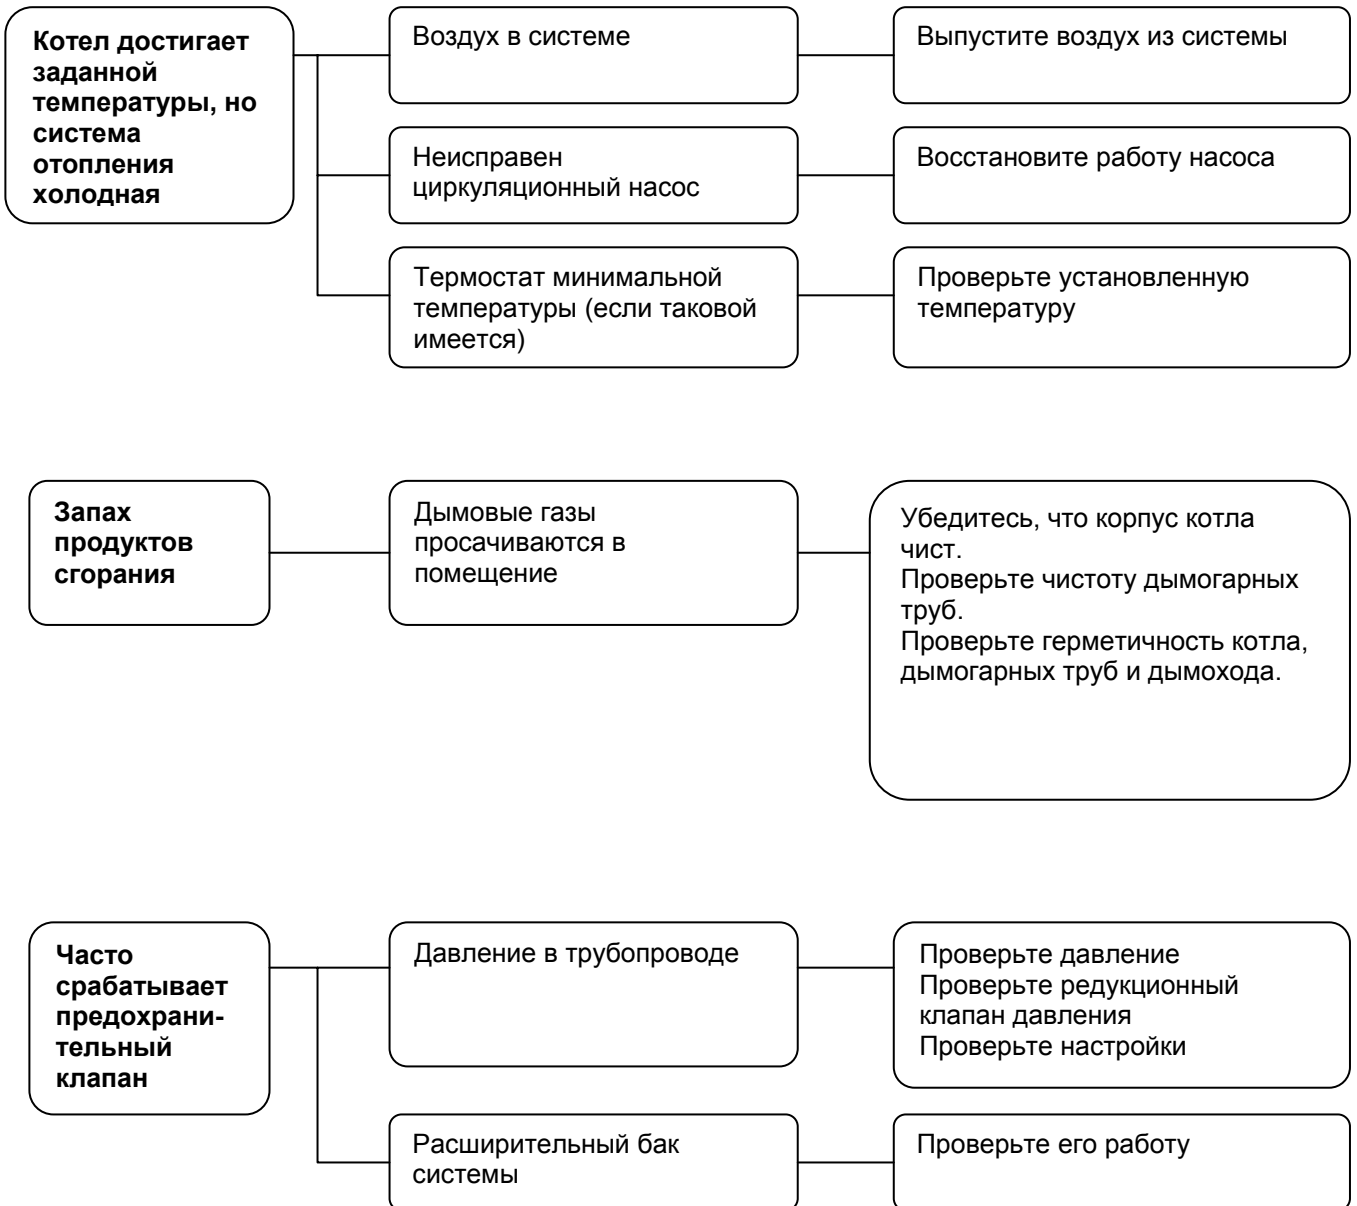 Котел достигает
заданной
температуры, но
система
отопления
холодная
Воздух в системе
Выпустите воздух из системы
Неисправен
циркуляционный насос
Восстановите работу насоса
Термостат минимальной
температуры (если таковой
имеется)
Проверьте установленную
температуру
Запах
продуктов
сгорания
Дымовые газы
просачиваются в
помещение
Убедитесь, что корпус котла
чист.
Проверьте чистоту дымогарных
труб.
Проверьте герметичность котла,
дымогарных труб и дымохода.
Часто
срабатывает
предохрани-
тельный
клапан
Давление в трубопроводе
Проверьте давление
Проверьте редукционный
клапан давления
Проверьте настройки
Расширительный бак
системы
Проверьте его работу